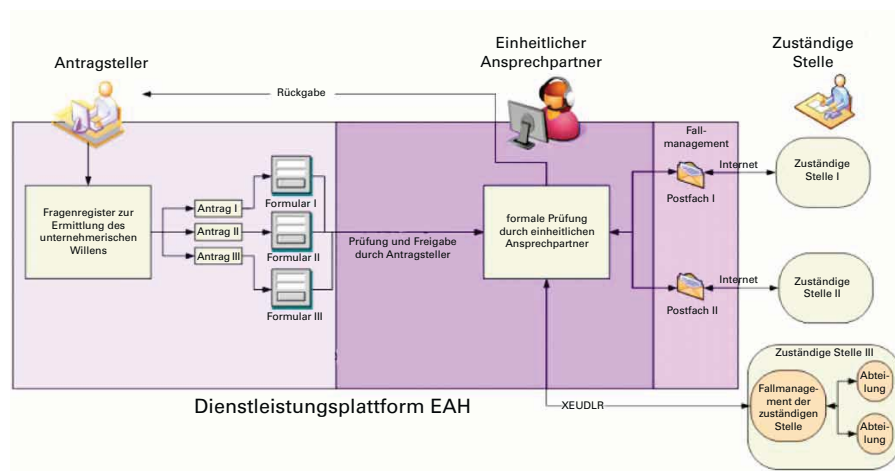 Antragsteller
Einheitlicher
Ansprechpartner
Zuständige
Stelle
Rückgabe
Fall-
management
Fragenregister zur
Ermittlung des
unternehmerischen
Willens
Antrag I
Antrag II
Antrag III
Formular I
Formular II
Formular III
Prüfung und Freigabe
durch Antragsteller
formale Prüfung
durch einheitlichen
Ansprechpartner
Postfach I
Postfach II
Internet
Internet
Zuständige
Stelle I
Zuständige
Stelle II
Dienstleistungsplattform EAH
XEUDLR
Zuständige Stelle III
Fallmanage-
ment der
zuständigen
Stelle
Abtei-
lung
Abtei-
lung